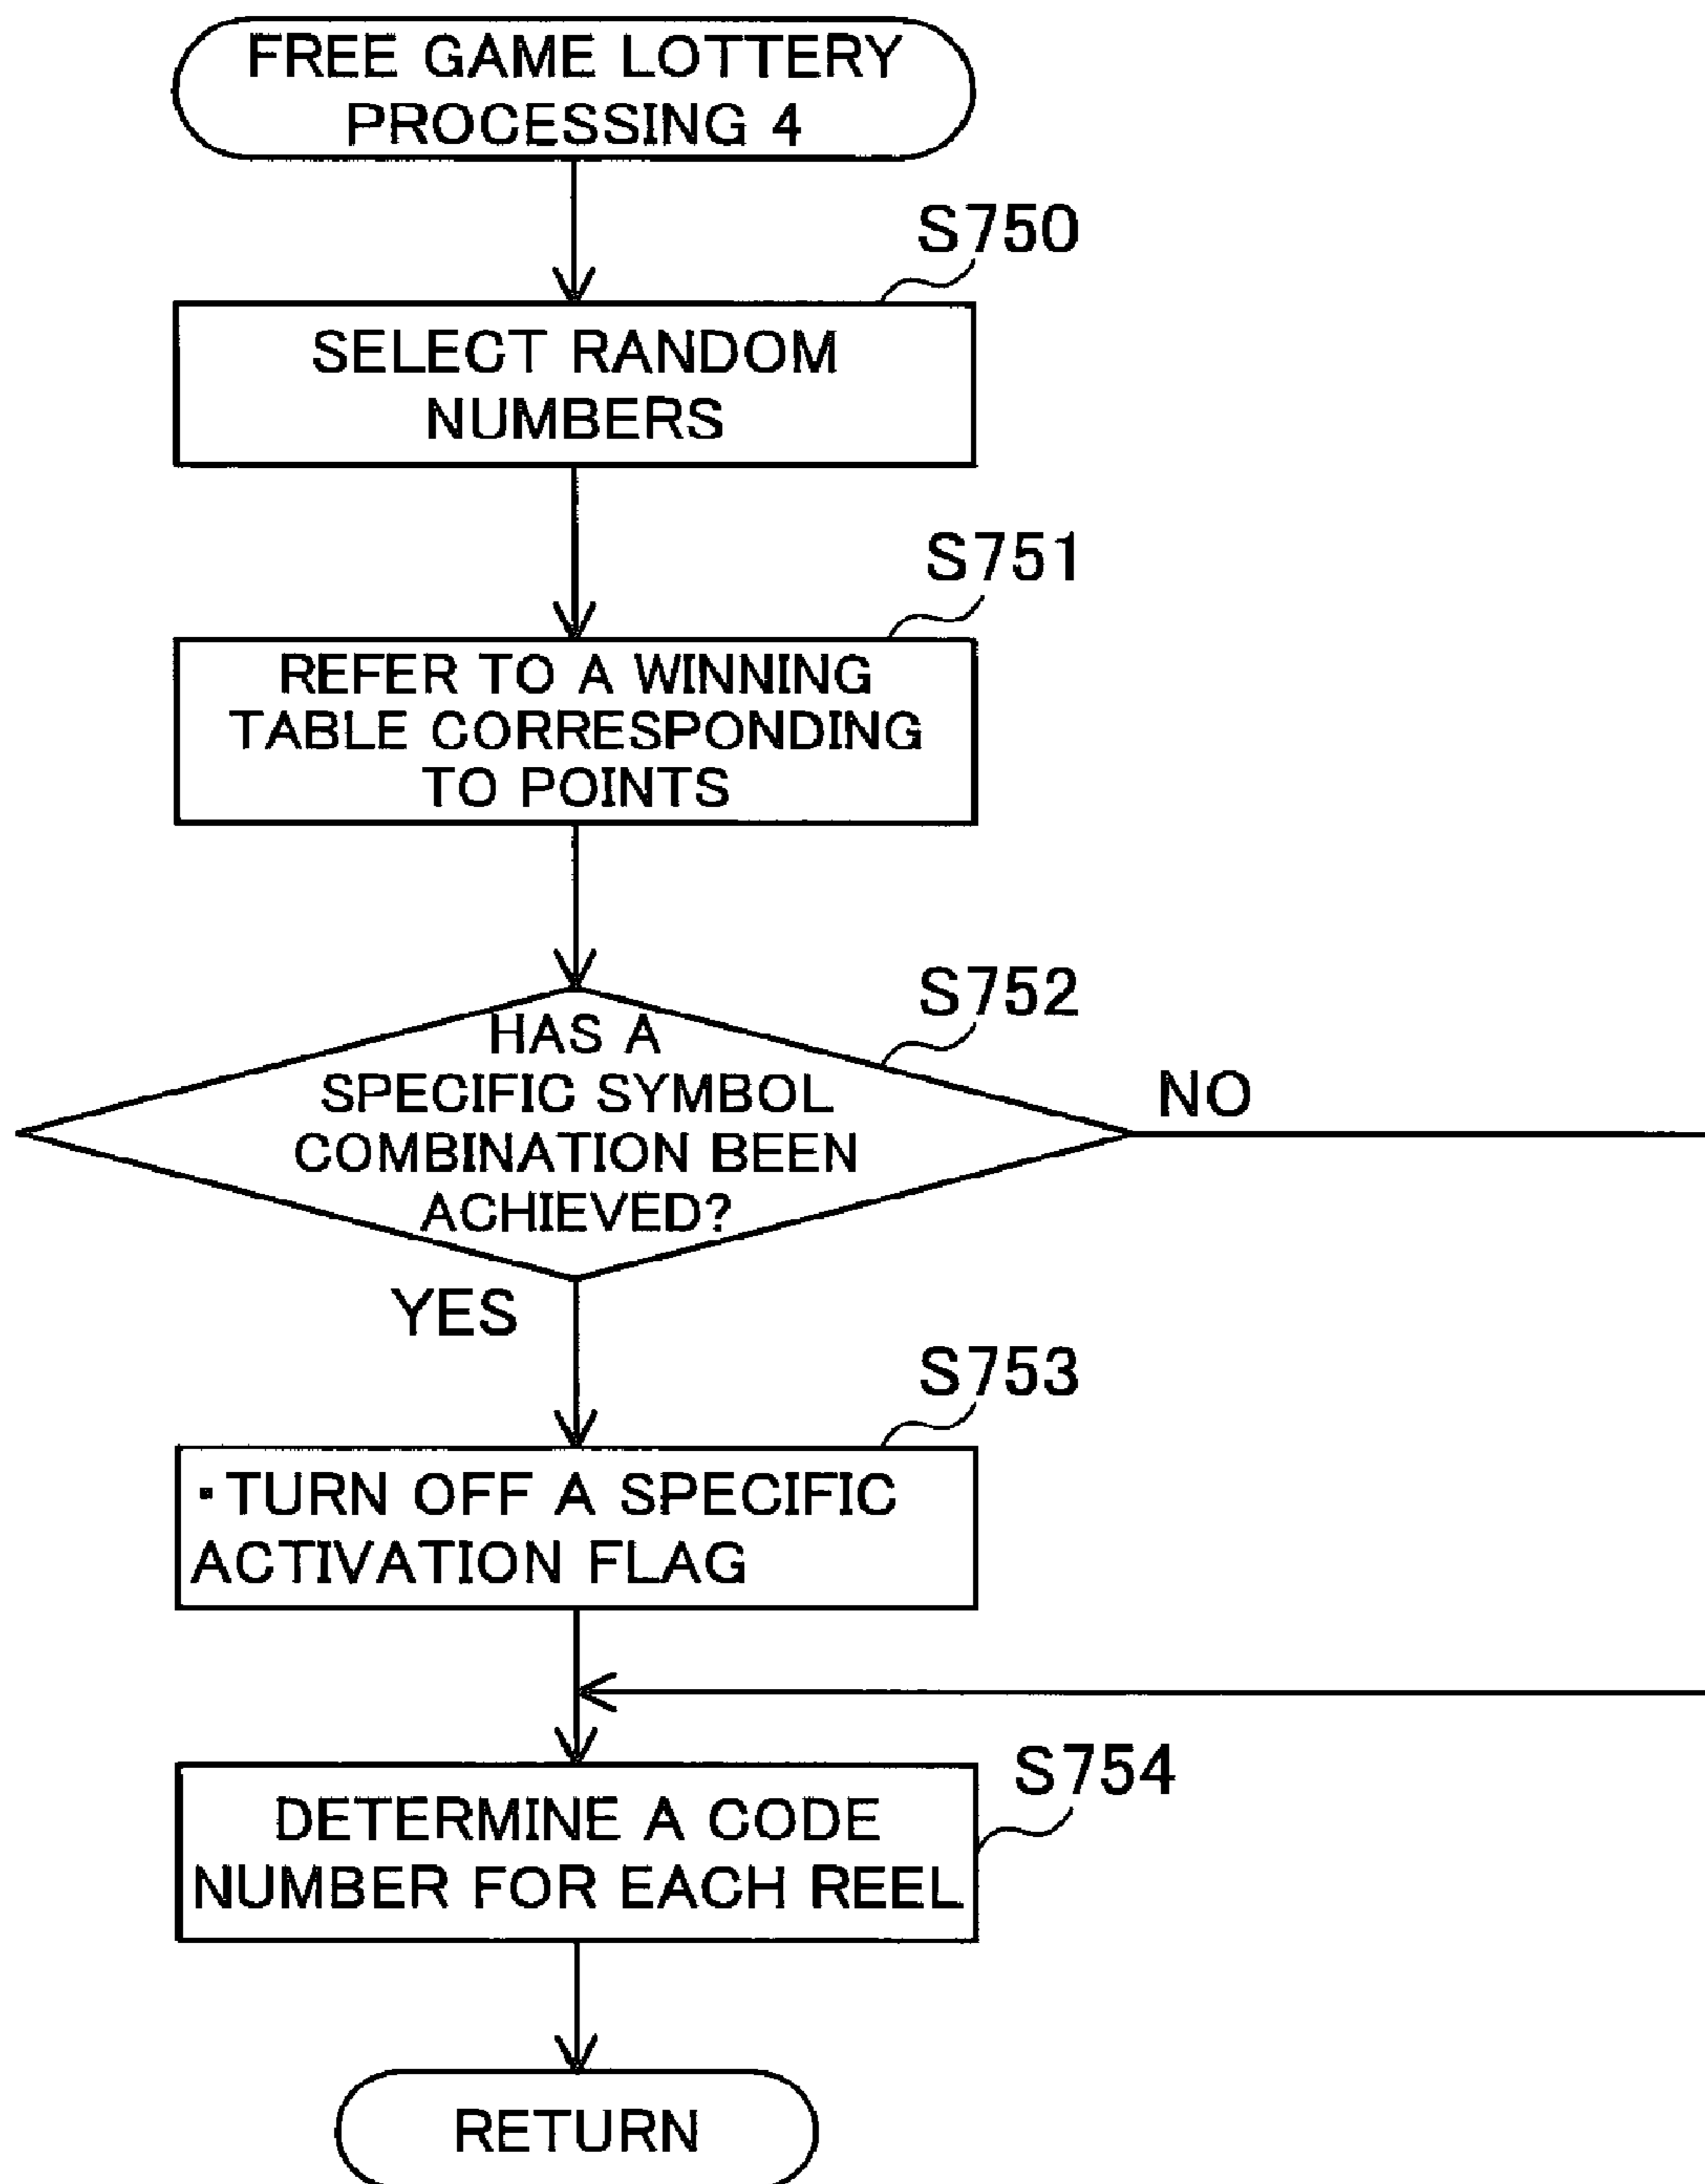 FREE GAME LOTTERY
PROCESSING 4
S750
SELECT RANDOM
NUMBERS
S751
REFER TO A WINNING
TABLE CORRESPONDING
TO POINTS
S752
HAS A
SPECIFIC SYMBOL
COMBINATION BEEN
ACHIEVED?
NO
YES
S753
▪TURN OFF A SPECIFIC
ACTIVATION FLAG
S754
DETERMINE A CODE
NUMBER FOR EACH REEL
RETURN